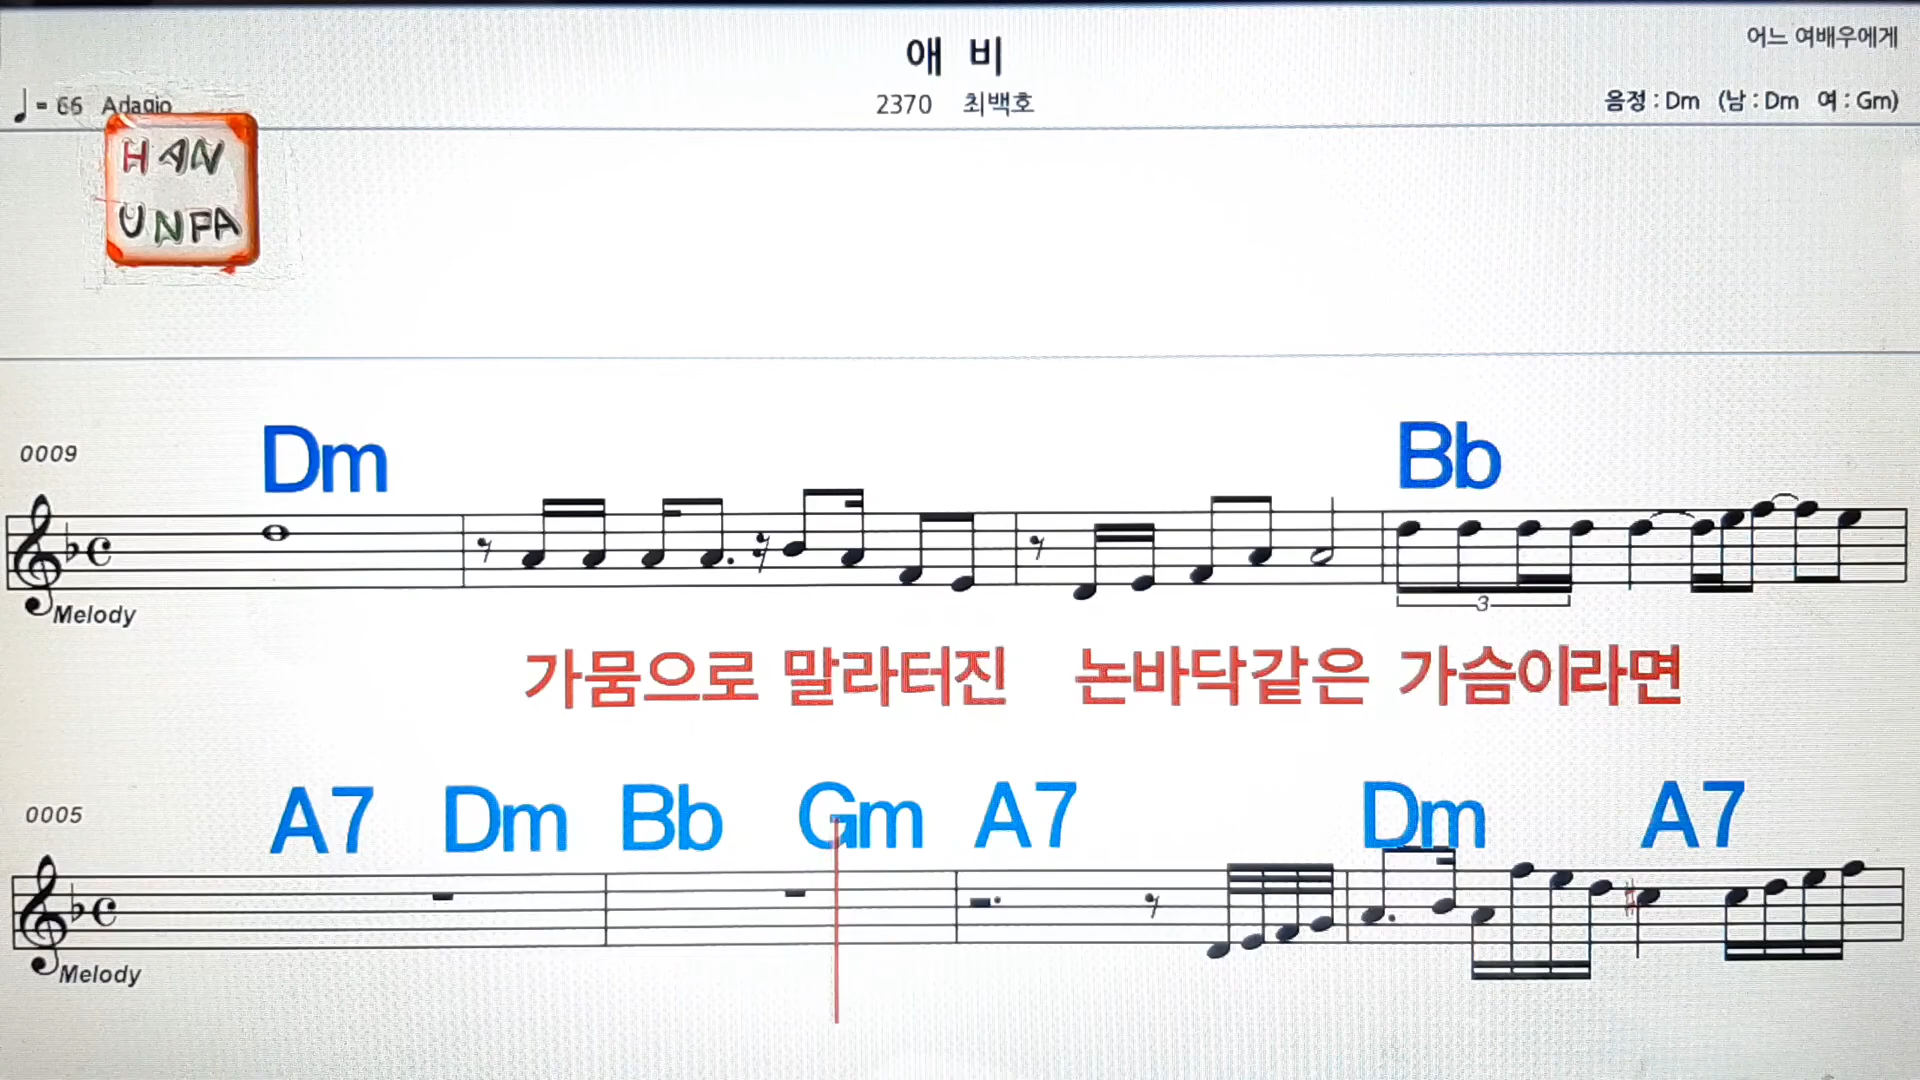 애 비
어느 여배우에게
♩ = 66 Adagio
2370 최백호
음정 : Dm (남 : Dm 여 : Gm)
HAN
UNPA
0009 Dm Bb
3
Melody
가뭄으로 말라터진 논바닥같은 가슴이라면
0005 A7 Dm Bb Gm A7 Dm A7
Melody